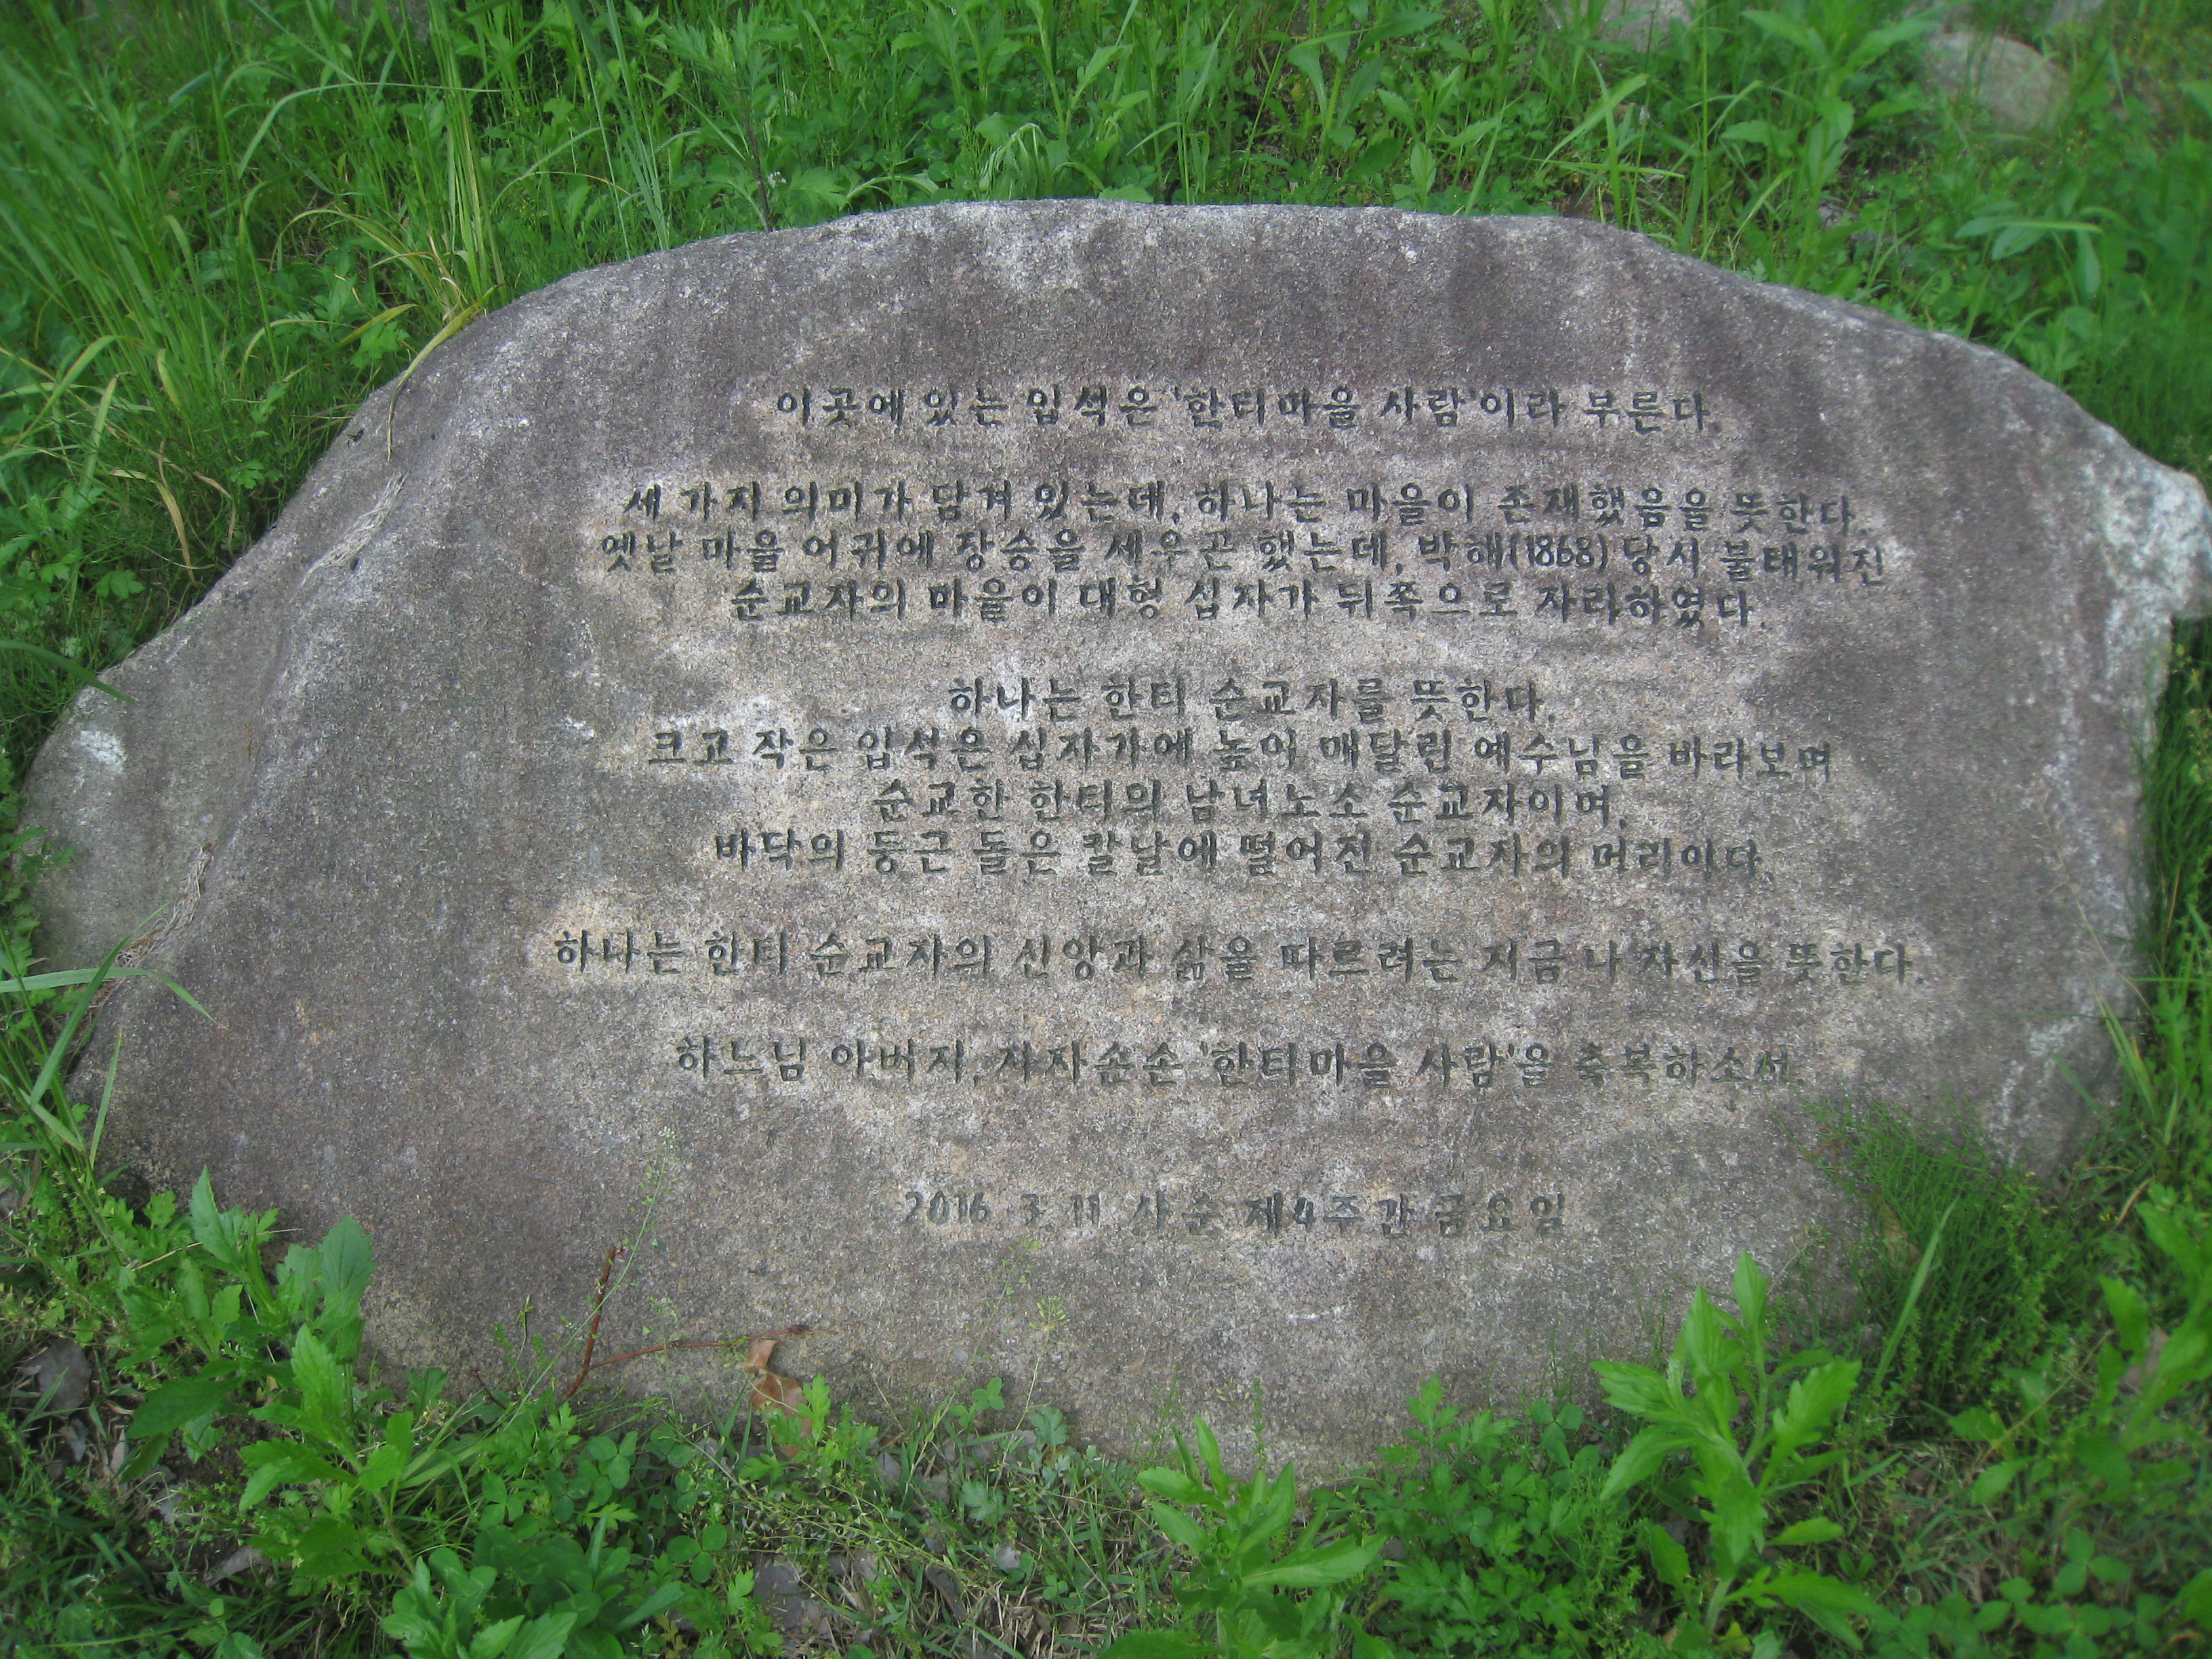 이곳에 있는 입석은 '한티마을 사람'이라 부른다.
세 가지 의미가 담겨 있는데, 하나는 마을이 존재했음을 뜻한다.
옛날 마을 어귀에 장승을 세우곤 했는데, 박해(1868) 당시 불태워진
순교자의 마을이 대형 십자가 뒤쪽으로 자리하였다.
하나는 한티 순교자를 뜻한다.
크고 작은 입석은 십자가에 높이 매달린 예수님을 바라보며
순교한 한티의 남녀노소 순교자이며,
바닥의 둥근 돌은 칼날에 떨어진 순교자의 머리이다.
하나는 한티 순교자의 신앙과 삶을 따르려는 지금 나 자신을 뜻한다.
하느님 아버지, 자자손손 '한티마을 사람'을 축복하소서.
2016. 3. 11 사순 제4주간 금요일